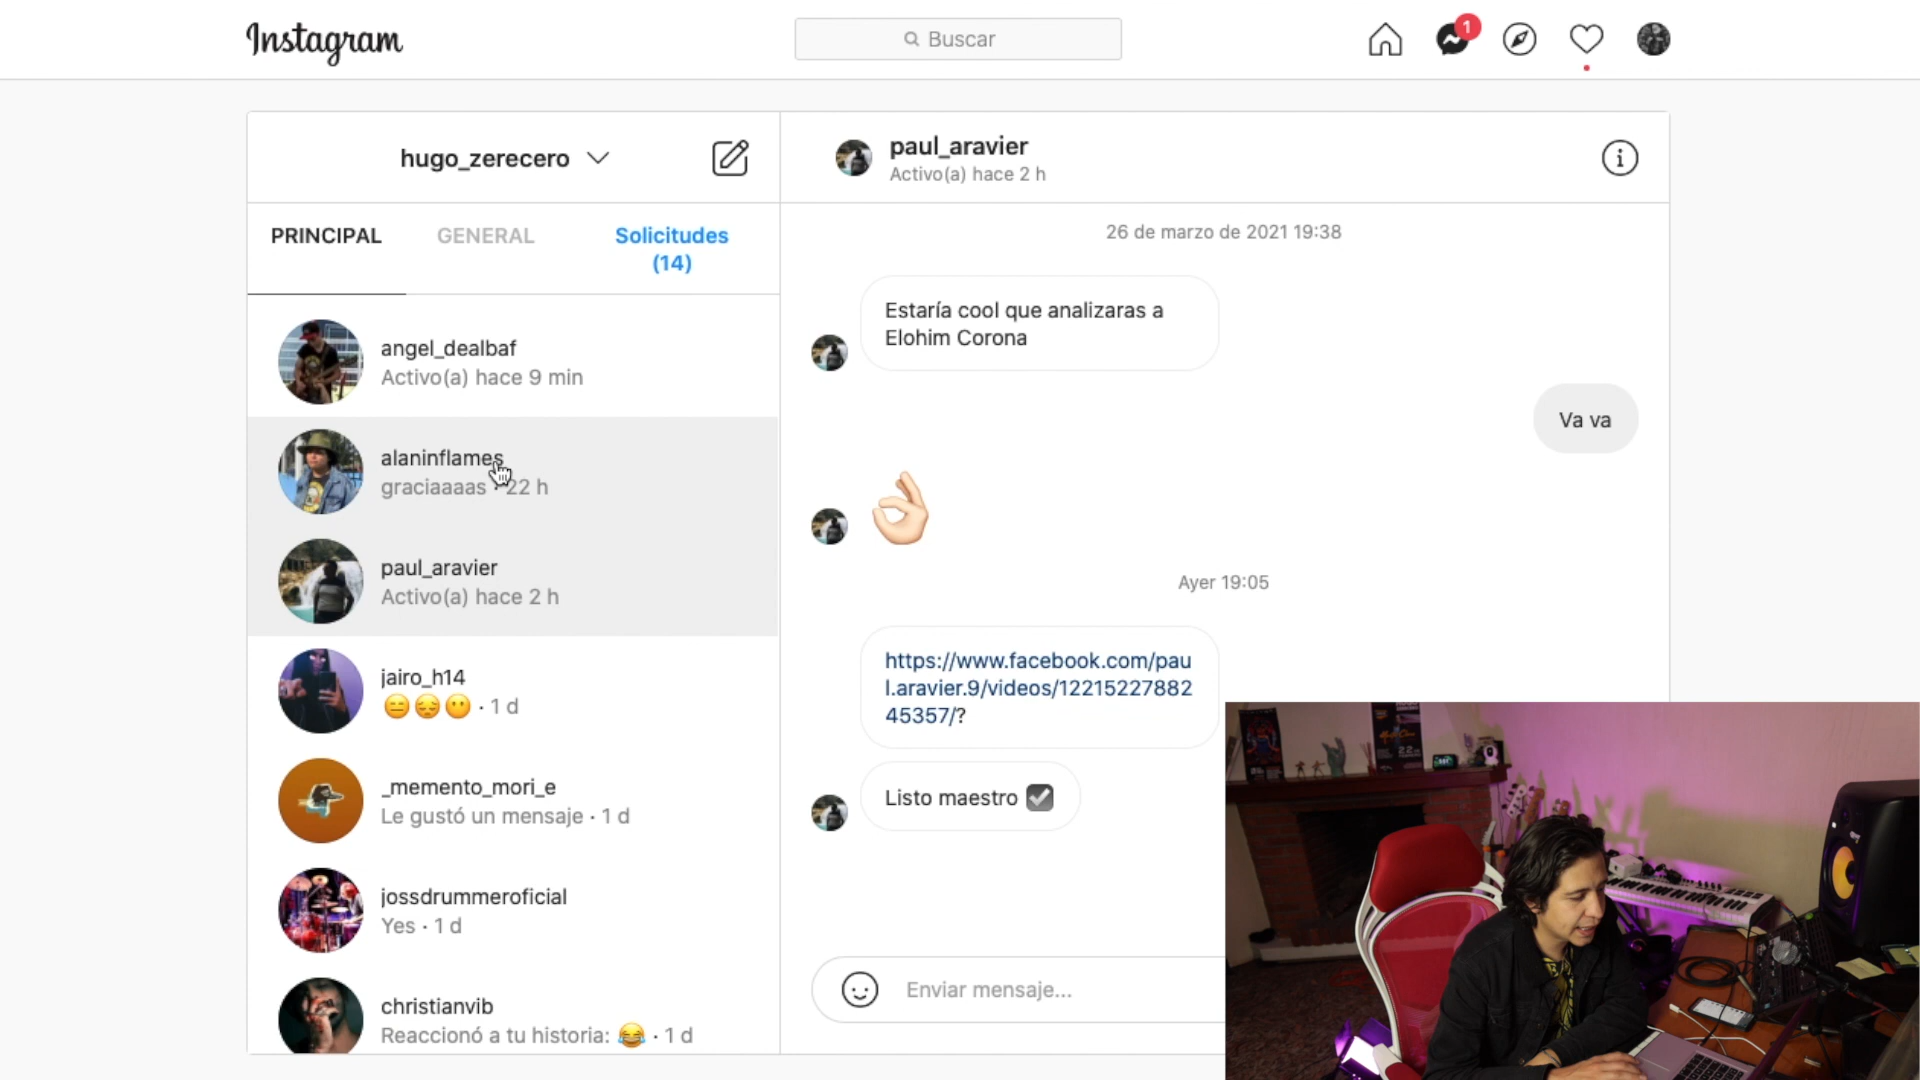 Instagram
Buscar
1
hugo_zerecero
PRINCIPAL
GENERAL
Solicitudes
(14)
angel_dealbaf
Activo(a) hace 9 min
alaninflames
graciaaaas · 22 h
paul_aravier
Activo(a) hace 2 h
jairo_h14
😑😔😶 · 1 d
_memento_mori_e
Le gustó un mensaje · 1 d
jossdrummeroficial
Yes · 1 d
christianvib
Reaccionó a tu historia: 😂 · 1 d
paul_aravier
Activo(a) hace 2 h
26 de marzo de 2021 19:38
Estaría cool que analizaras a
Elohim Corona
Va va
👌🏻
Ayer 19:05
https://www.facebook.com/pau
l.aravier.9/videos/12215227882
45357/?
Listo maestro ☑
Enviar mensaje...